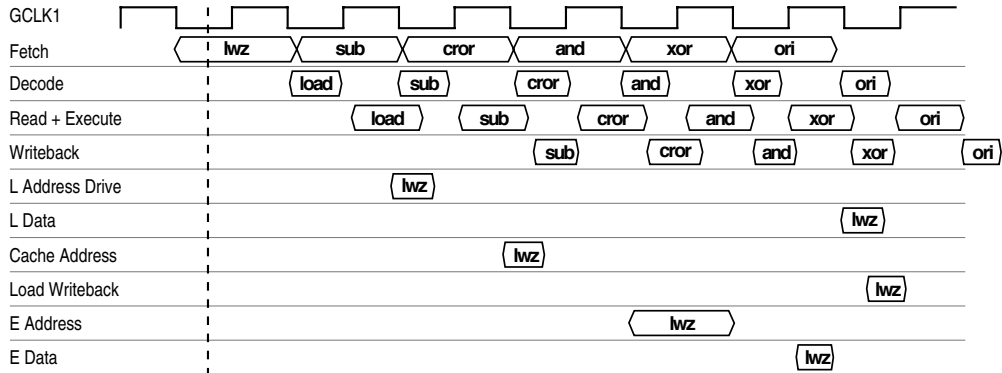 GCLK1
Fetch lwz sub cror and xor ori
Decode load sub cror and xor ori
Read + Execute load sub cror and xor ori
Writeback sub cror and xor ori
L Address Drive lwz
L Data lwz
Cache Address lwz
Load Writeback lwz
E Address lwz
E Data lwz